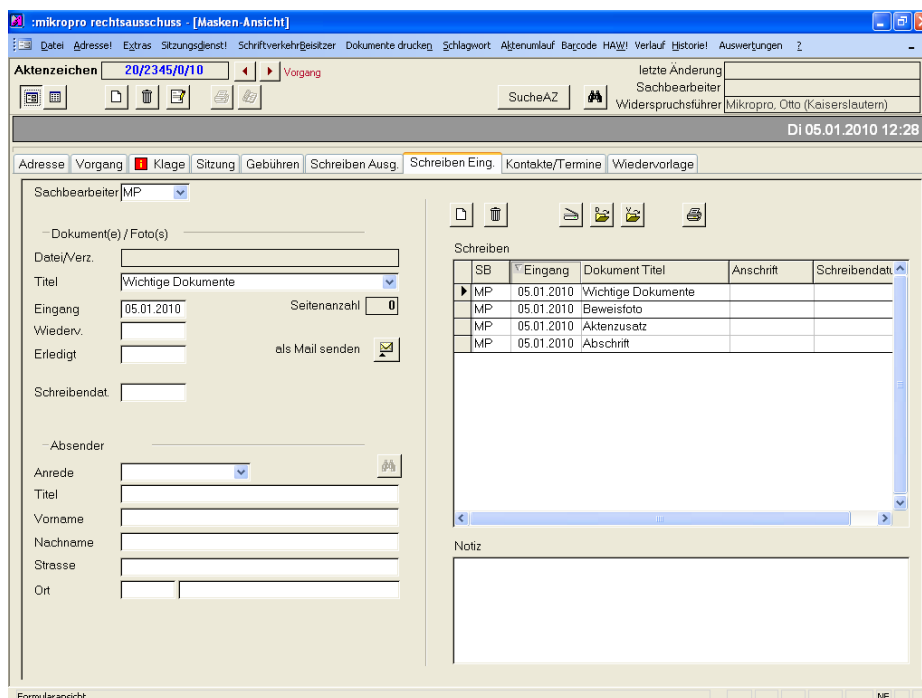 :mikropro rechtsausschuss - [Masken-Ansicht]
Datei Adresse! Extras Sitzungsdienst! Schriftverkehr Beisitzer Dokumente drucken Schlagwort Aktenumlauf Barcode HAW! Verlauf Historie! Auswertungen ?
Aktenzeichen 20/2345/0/10 Vorgang
letzte Änderung
Sachbearbeiter
SucheAZ
Widerspruchsführer Mikropro, Otto (Kaiserslautern)
Di 05.01.2010 12:28
Adresse Vorgang Klage Sitzung Gebühren Schreiben Ausg. Schreiben Eing. Kontakte/Termine Wiedervorlage
Sachbearbeiter MP
Dokument(e) / Foto(s)
Datei/Verz.
Titel Wichtige Dokumente
Eingang 05.01.2010 Seitenanzahl 0
Wiederv.
Erledigt als Mail senden
Schreibendat.
Absender
Anrede
Titel
Vorname
Nachname
Strasse
Ort
Schreiben
SB Eingang Dokument Titel Anschrift Schreibendatu
MP 05.01.2010 Wichtige Dokumente
MP 05.01.2010 Beweisfoto
MP 05.01.2010 Aktenzusatz
MP 05.01.2010 Abschrift
Notiz
Formularansicht NF